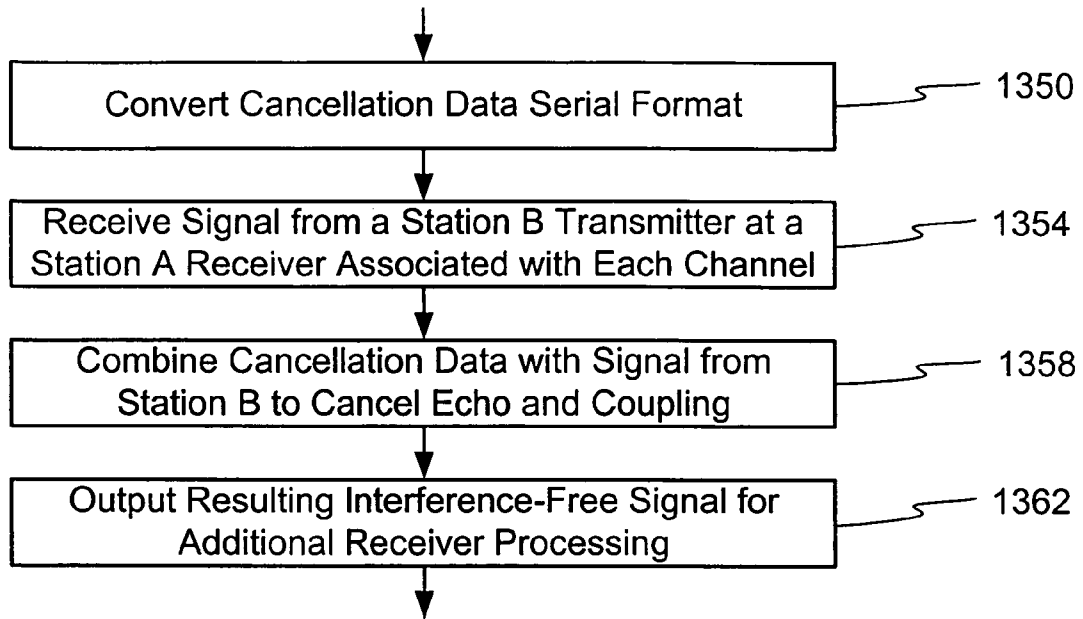 Convert Cancellation Data Serial Format
1350
Receive Signal from a Station B Transmitter at a
Station A Receiver Associated with Each Channel
1354
Combine Cancellation Data with Signal from
Station B to Cancel Echo and Coupling
1358
Output Resulting Interference-Free Signal for
Additional Receiver Processing
1362